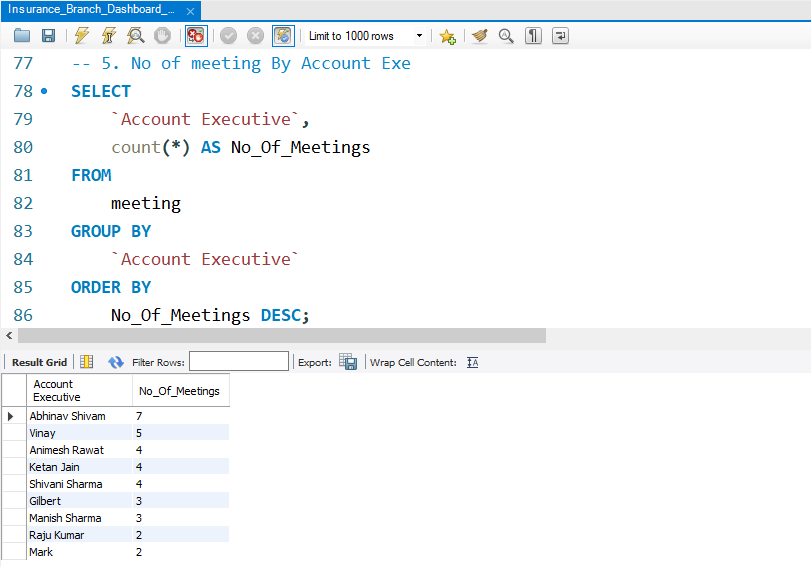 Insurance_Branch_Dashboard_...
Limit to 1000 rows
77 -- 5. No of meeting By Account Exe
78 SELECT
79 `Account Executive`,
80 count(*) AS No_Of_Meetings
81 FROM
82 meeting
83 GROUP BY
84 `Account Executive`
85 ORDER BY
86 No_Of_Meetings DESC;
Result Grid Filter Rows: Export: Wrap Cell Content:
Account
Executive No_Of_Meetings
Abhinav Shivam 7
Vinay 5
Animesh Rawat 4
Ketan Jain 4
Shivani Sharma 4
Gilbert 3
Manish Sharma 3
Raju Kumar 2
Mark 2